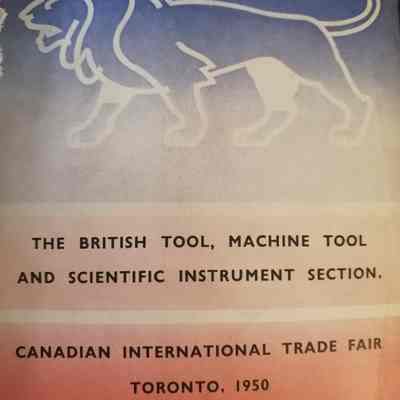 THE BRITISH TOOL, MACHINE TOOL
AND SCIENTIFIC INSTRUMENT SECTION.
CANADIAN INTERNATIONAL TRADE FAIR
TORONTO. 1950